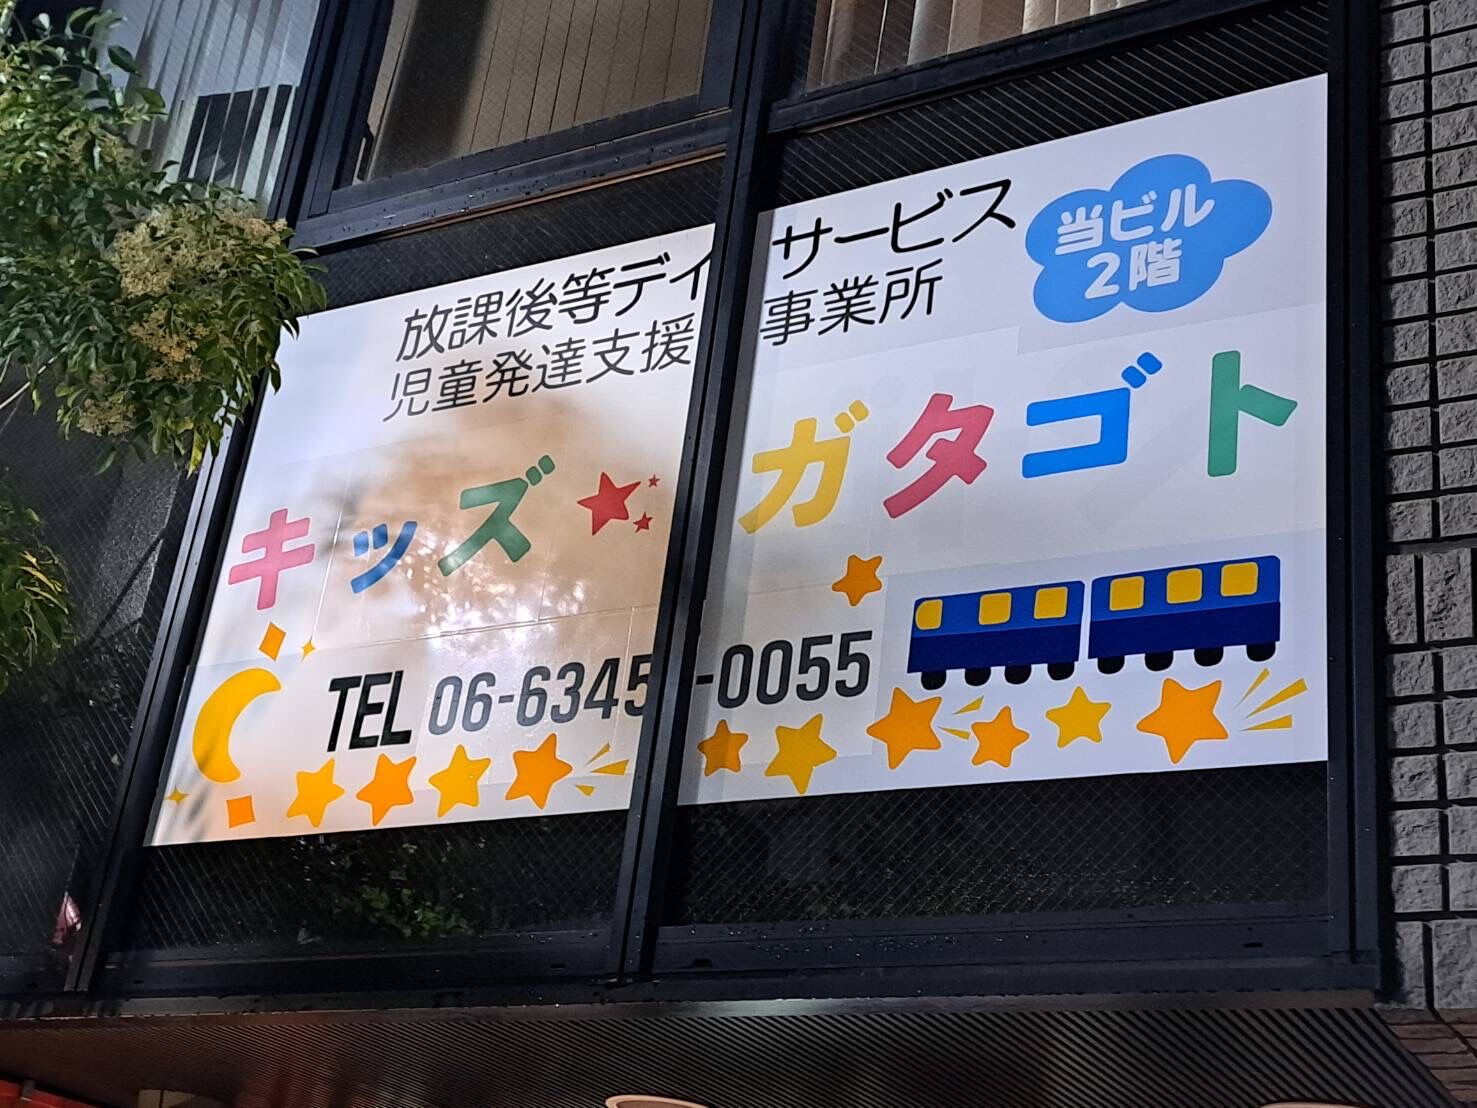 放課後等デイサービス
児童発達支援事業所
当ビル
2階
キッズガタゴト
TEL 06-6345-0055